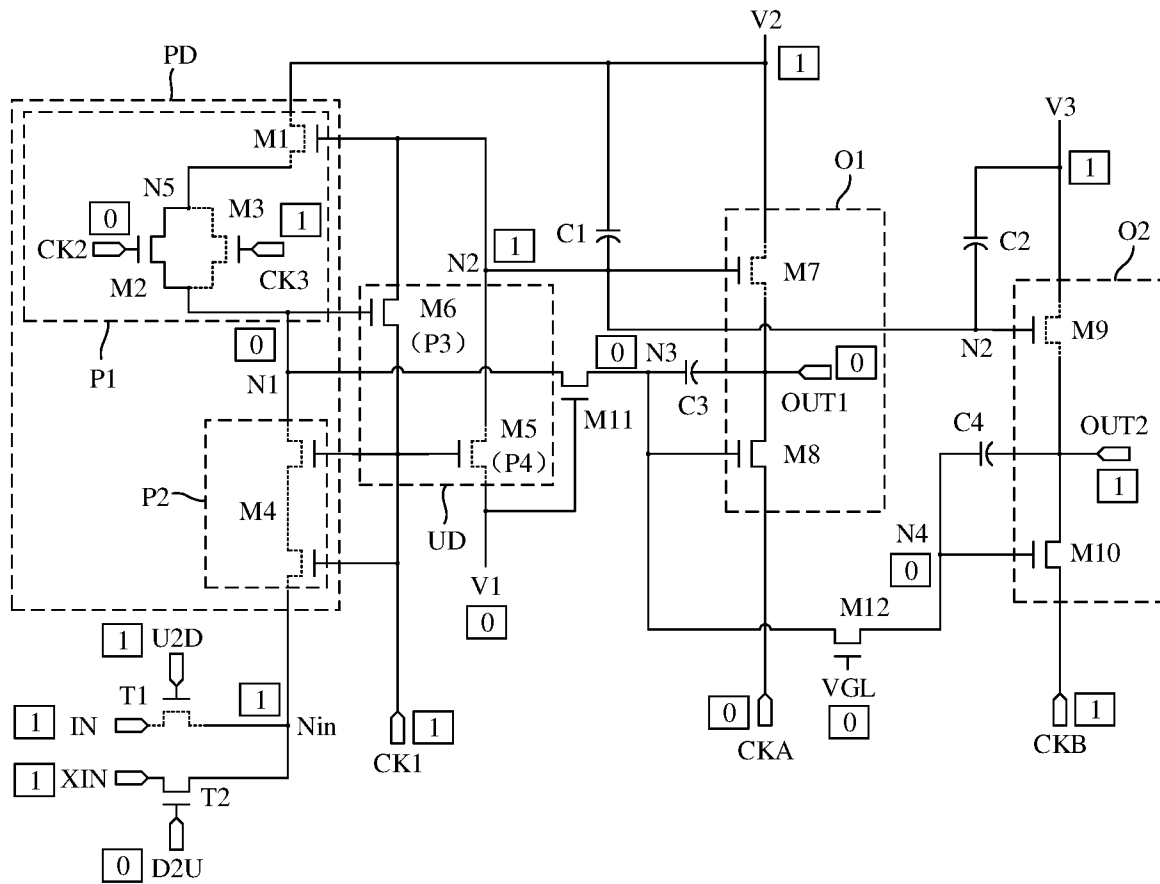 V2
1
PD
V3
1
M1
O1
N5
0
M3
1
C1
C2
O2
CK2
M2
CK3
N2
1
M7
M6
(P3)
M9
P1
0
N1
0
N3
N2
0
C3
OUT1
M11
M5
(P4)
C4
OUT2
M8
1
P2
M4
UD
N4
0
M10
V1
0
M12
1
U2D
T1
1
VGL
0
1
IN
Nin
1
CK1
0
CKA
1
CKB
1
XIN
T2
0
D2U